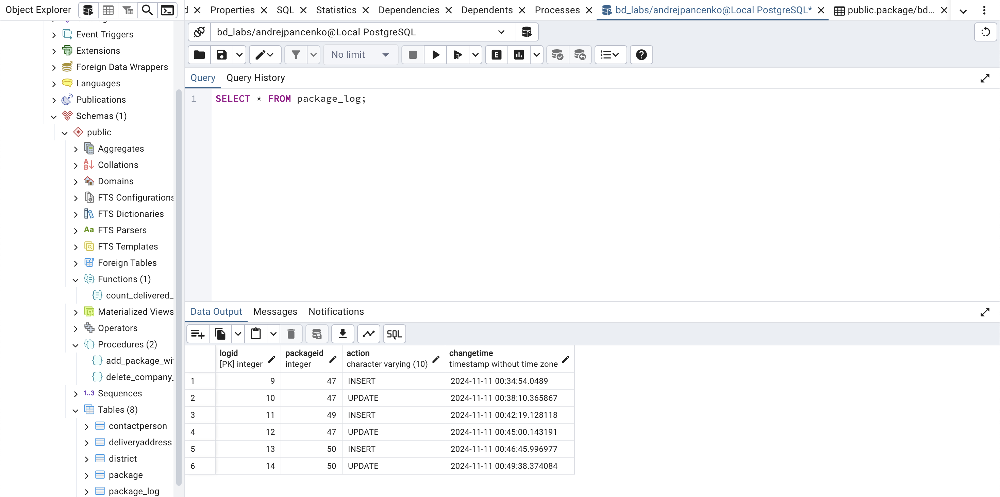 Object Explorer
Properties
SQL
Statistics
Dependencies
Dependents
Processes
bd_labs/andrejpancenko@Local PostgreSQL*
public.package/bd...
Event Triggers
Extensions
Foreign Data Wrappers
Languages
Publications
Schemas (1)
public
Aggregates
Collations
Domains
FTS Configurations
FTS Dictionaries
Aa FTS Parsers
FTS Templates
Foreign Tables
Functions (1)
count_delivered_
Materialized Views
Operators
Procedures (2)
add_package_wi
delete_company_
1..3 Sequences
Tables (8)
contactperson
deliveryaddress
district
package
package_log
bd_labs/andrejpancenko@Local PostgreSQL
No limit
E
Query Query History
1 SELECT * FROM package_log;
Data Output Messages Notifications
SQL
logid packageid action changetime
[PK] integer integer character varying (10) timestamp without time zone
1 9 47 INSERT 2024-11-11 00:34:54.0489
2 10 47 UPDATE 2024-11-11 00:38:10.365867
3 11 49 INSERT 2024-11-11 00:42:19.128118
4 12 47 UPDATE 2024-11-11 00:45:00.143191
5 13 50 INSERT 2024-11-11 00:46:45.996977
6 14 50 UPDATE 2024-11-11 00:49:38.374084